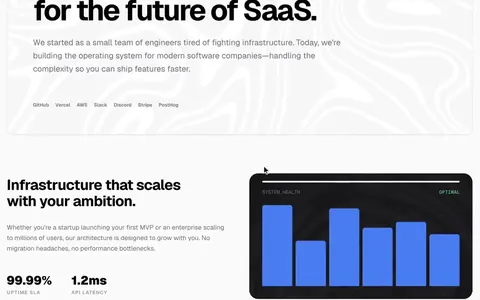 for the future of SaaS.
We started as a small team of engineers tired of fighting infrastructure. Today, we're
building the operating system for modern software companies—handling the
complexity so you can ship features faster.
GitHub Vercel AWS Slack Discord Stripe PostHog
Infrastructure that scales
with your ambition.
Whether you're a startup launching your first MVP or an enterprise scaling
to millions of users, our architecture is designed to grow with you. No
migration headaches, no performance bottlenecks.
99.99% 1.2ms
UPTIME SLA API LATENCY
SYSTEM_HEALTH OPTIMAL